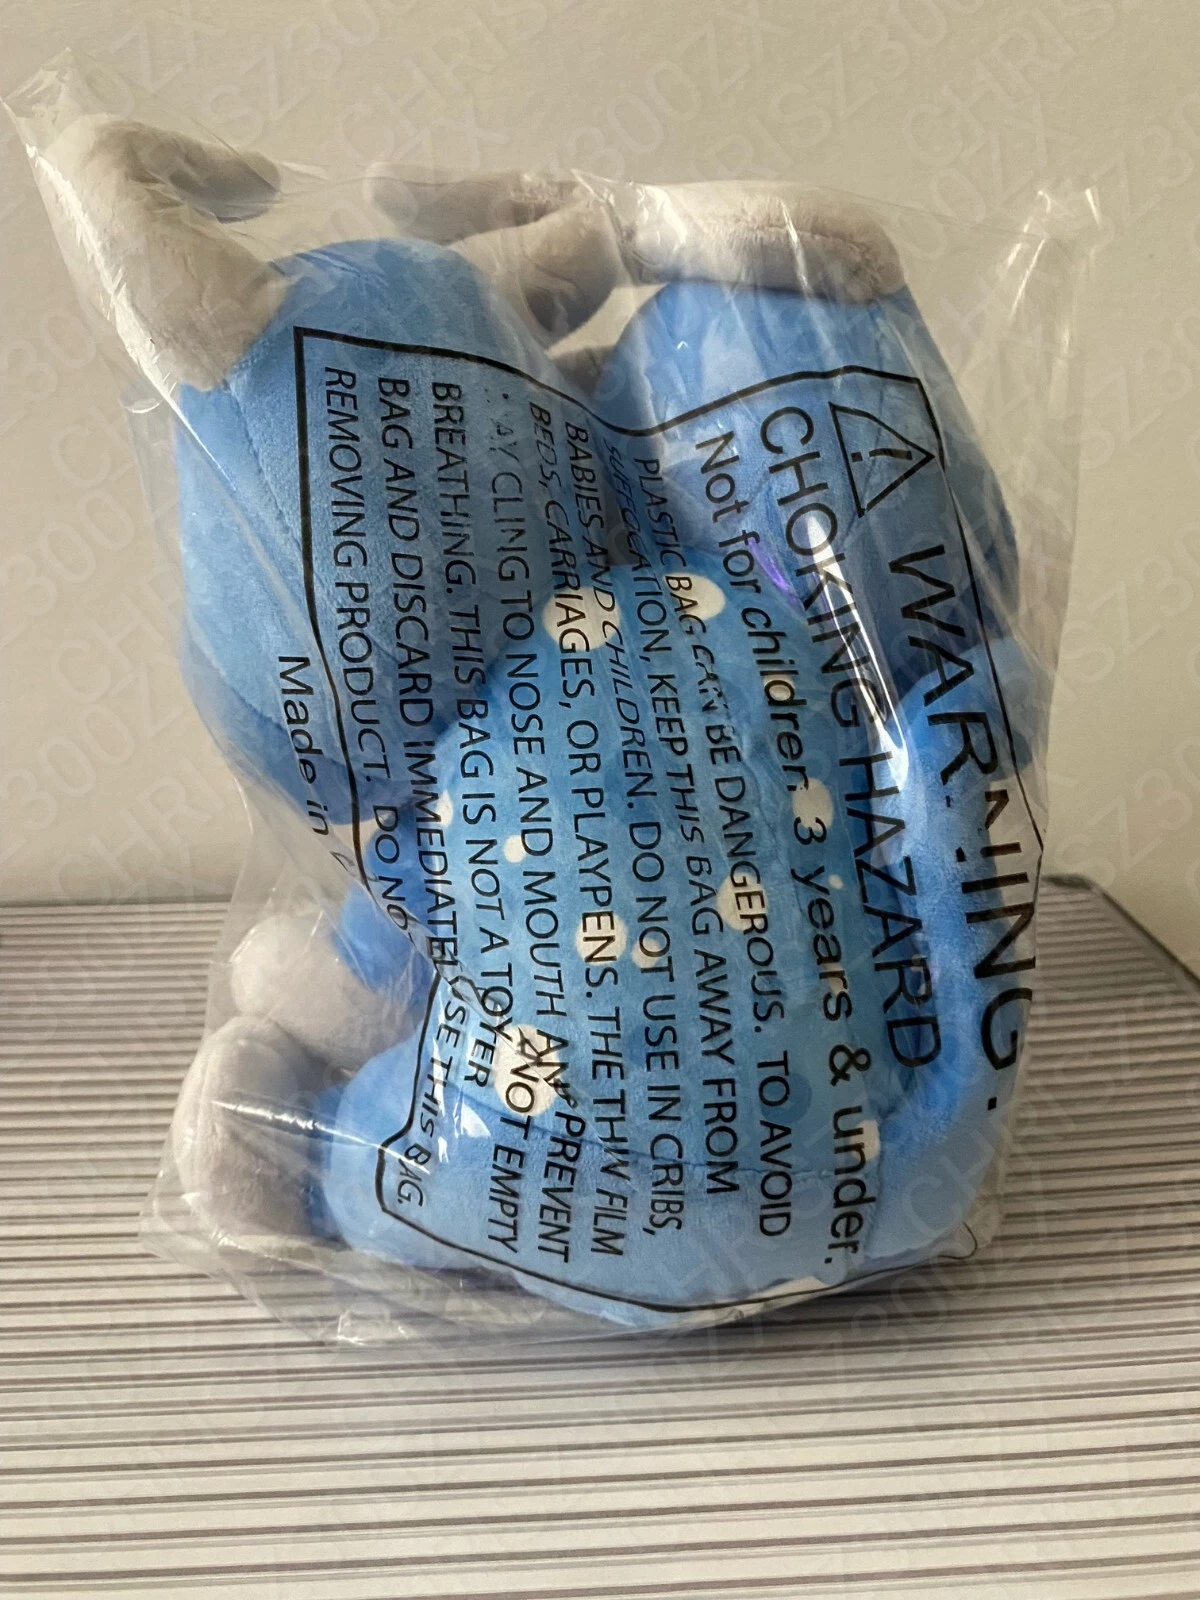 WARNING.
CHOKING HAZARD
Not for children 3 years & under.
PLASTIC BAG CAN BE DANGEROUS. TO AVOID
SUFFOCATION, KEEP THIS BAG AWAY FROM
BABIES AND CHILDREN. DO NOT USE IN CRIBS,
BEDS, CARRIAGES, OR PLAYPENS. THE THIN FILM
MAY CLING TO NOSE AND MOUTH AND PREVENT
BREATHING. THIS BAG IS NOT A TOY. NOT EMPTY
BAG AND DISCARD IMMEDIATELY
REMOVING PRODUCT. DO NOT USE THIS BAG.
Made in
CHRISZ300ZX